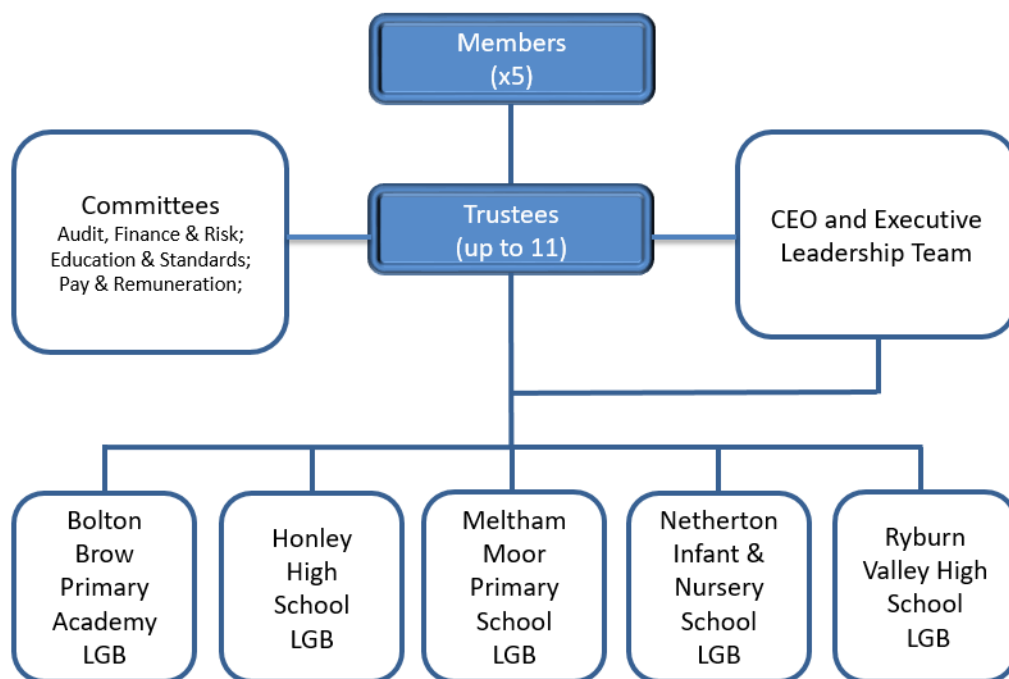 Members
(x5)
Committees
Audit, Finance & Risk;
Education & Standards;
Pay & Remuneration;
Trustees
(up to 11)
CEO and Executive
Leadership Team
Bolton
Brow
Primary
Academy
LGB
Honley
High
School
LGB
Meltham
Moor
Primary
School
LGB
Netherton
Infant &
Nursery
School
LGB
Ryburn
Valley High
School
LGB